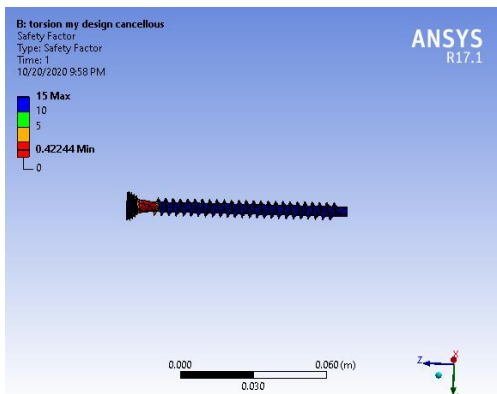 B: torsion my design cancellous
Safety Factor
Type: Safety Factor
Time: 1
10/20/2020 9:58 PM
ANSYS
R17.1
15 Max
10
5
0.42244 Min
0
0.000
0.060 (m)
0.030
Z
X